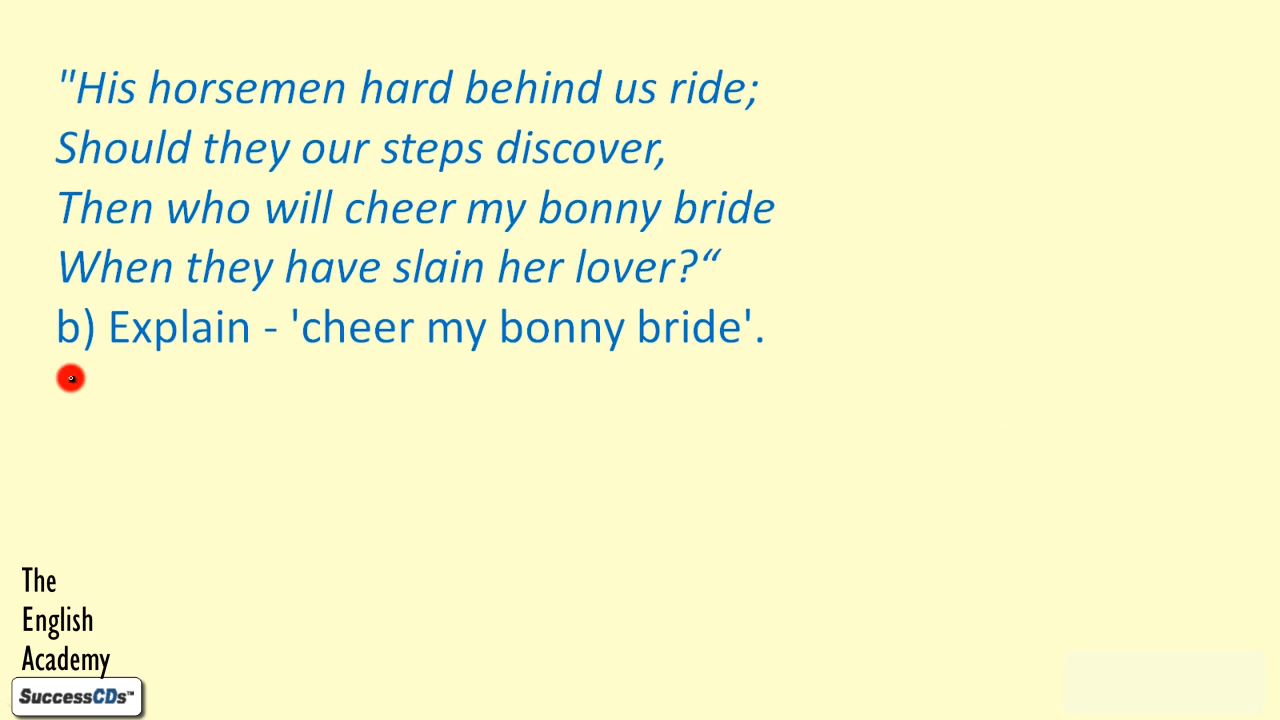 "His horsemen hard behind us ride;
Should they our steps discover,
Then who will cheer my bonny bride
When they have slain her lover?“
b) Explain - 'cheer my bonny bride'.
The
English
Academy
SuccessCDs™